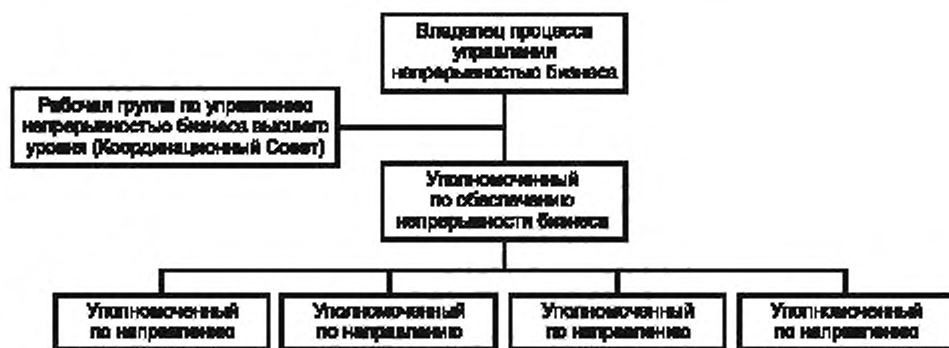 Владелец процесса
управления
непрерывностью бизнеса
Рабочая группа по управлению
непрерывностью бизнеса высшего
уровня (Координационный Совет)
Уполномоченный
по обеспечению
непрерывности бизнеса
Уполномоченный
по направлению
Уполномоченный
по направлению
Уполномоченный
по направлению
Уполномоченный
по направлению